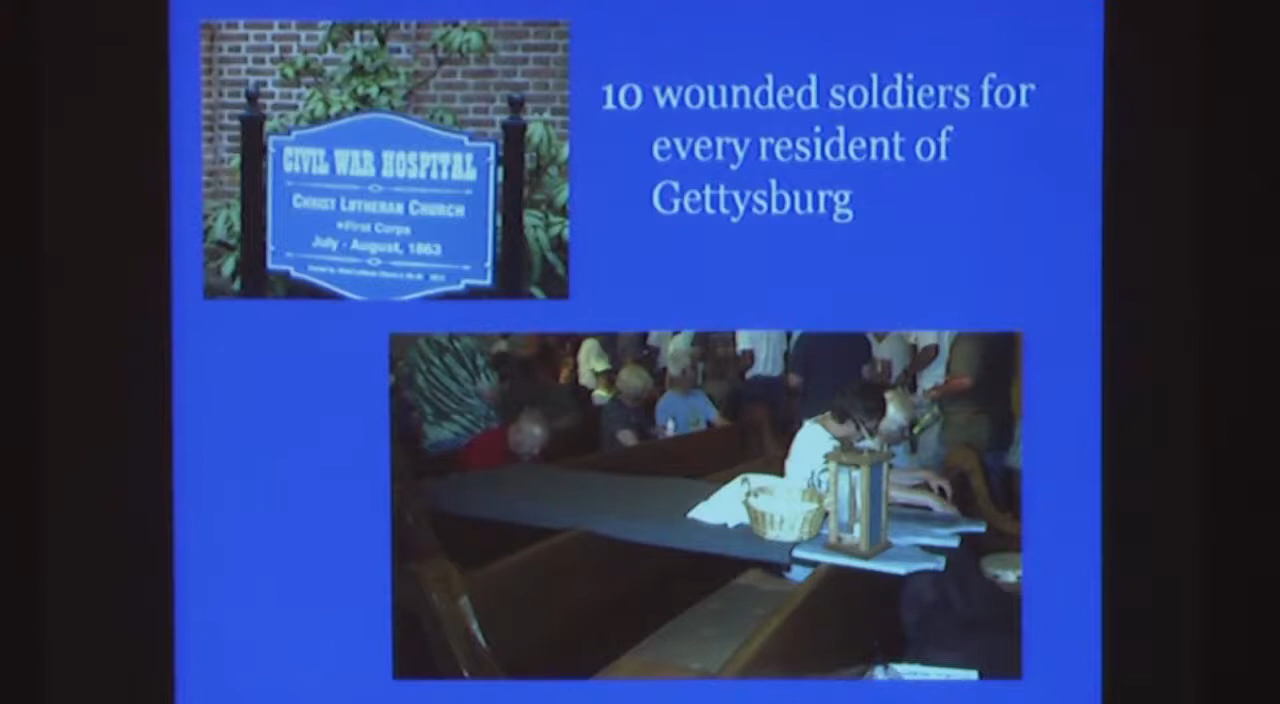 CIVIL WAR HOSPITAL
CHRIST LUTHERAN CHURCH
First Corps
July - August, 1863
10 wounded soldiers for
every resident of
Gettysburg